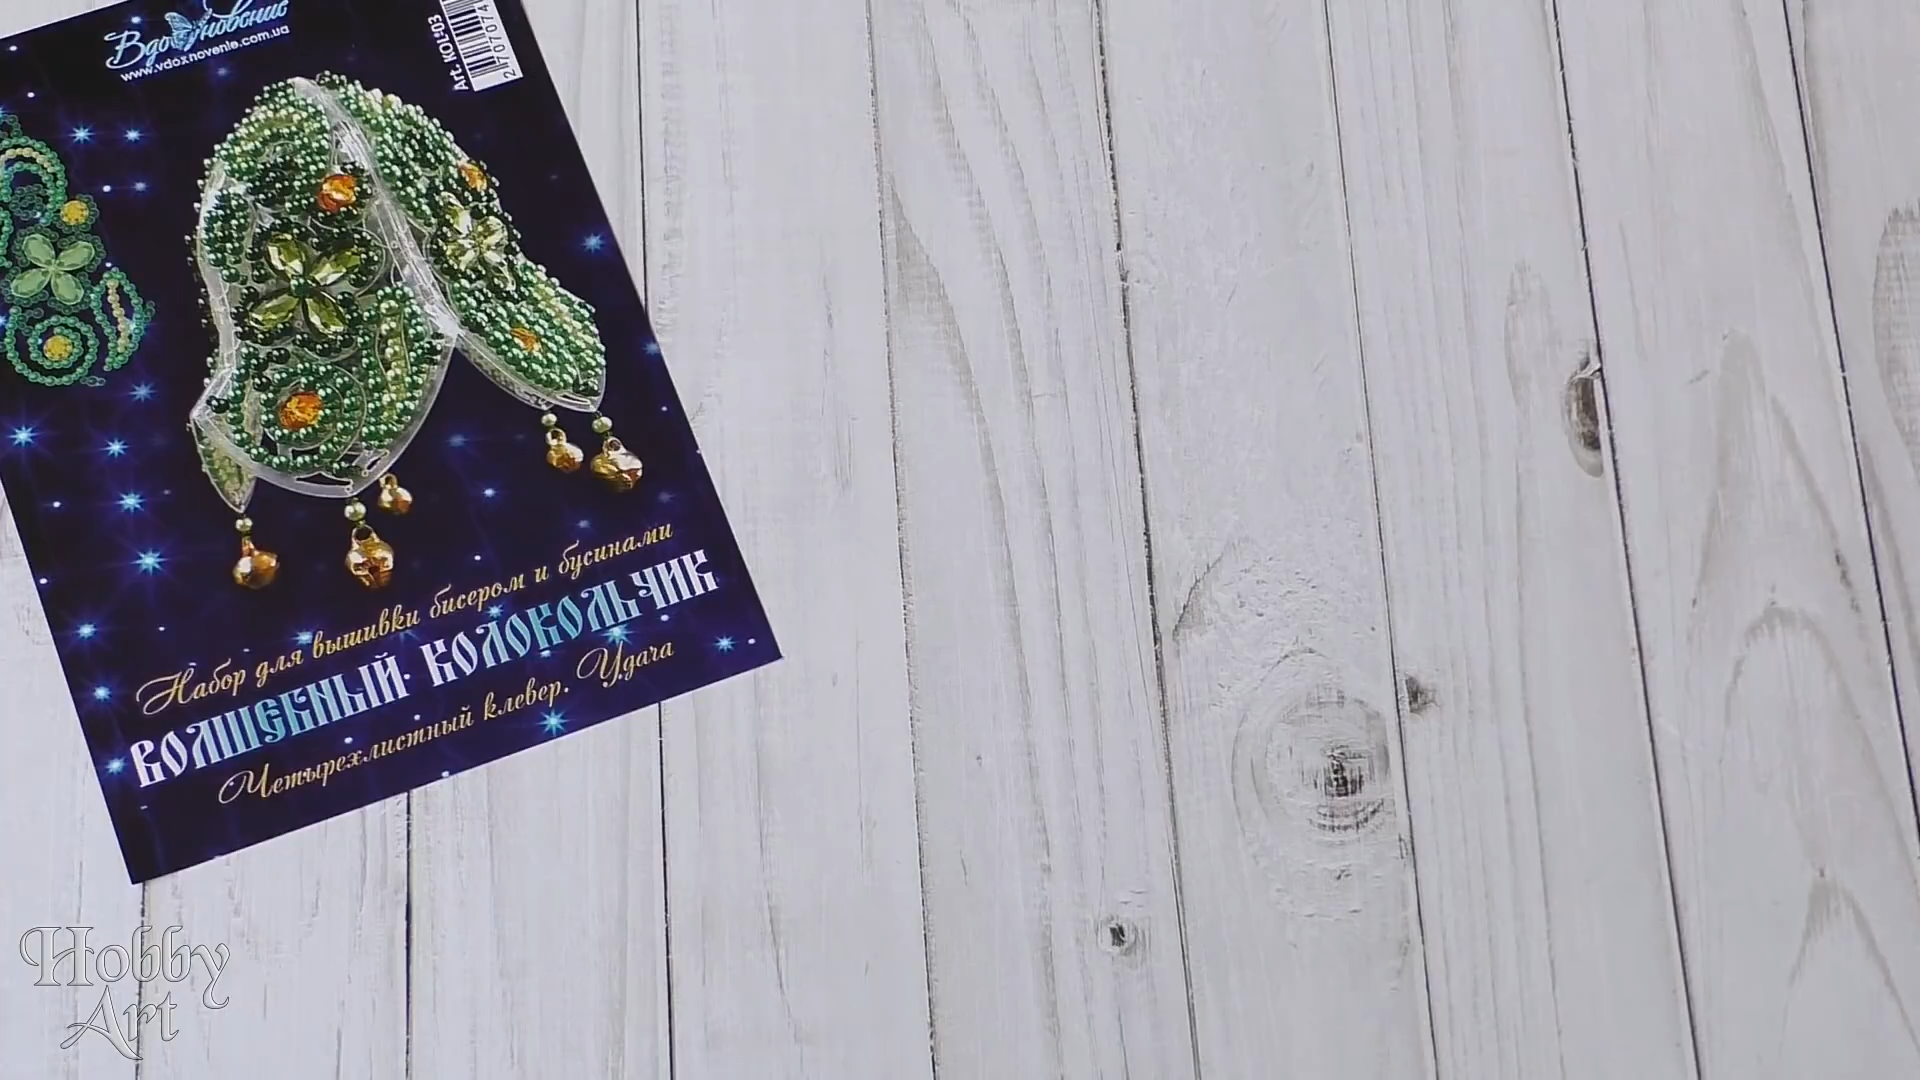 Вдохновение
www.vdoxnovenie.com.ua
Art. KOL-03
Набор для вышивки бисером и бусинами
ВОЛШЕБНЫЙ КОЛОКОЛЬЧИК
Четырехлистный клевер. Удача
Hobby
Art